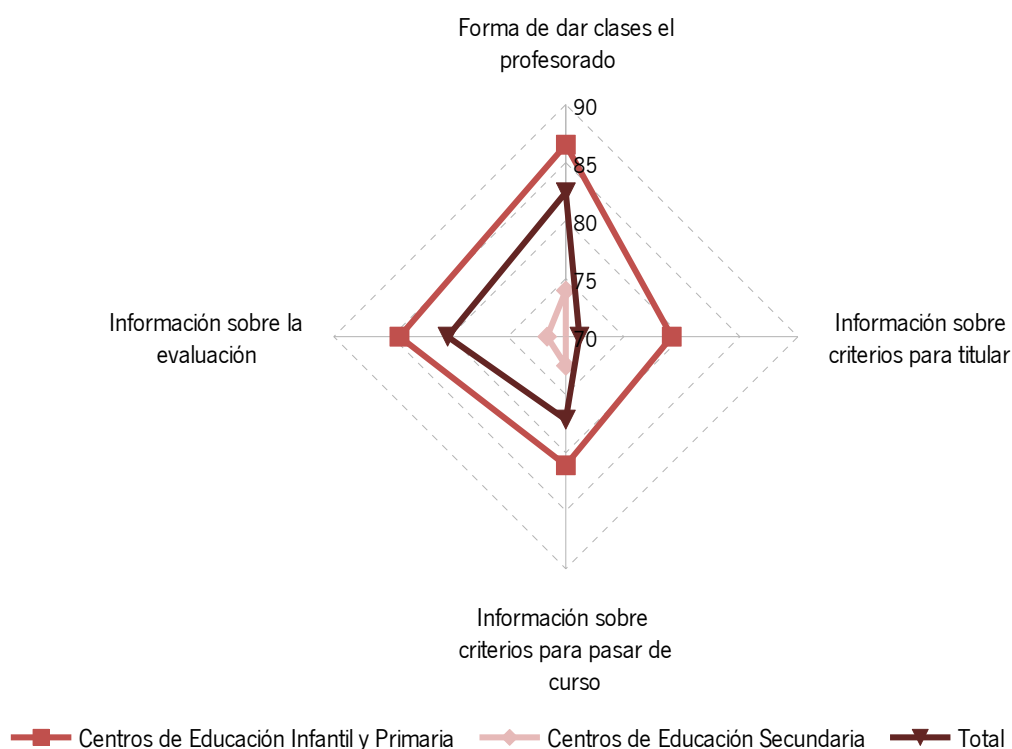 Forma de dar clases el
profesorado
90
85
80
75
70
Información sobre la
evaluación
Información sobre
criterios para titular
Información sobre
criterios para pasar de
curso
Centros de Educación Infantil y Primaria
Centros de Educación Secundaria
Total